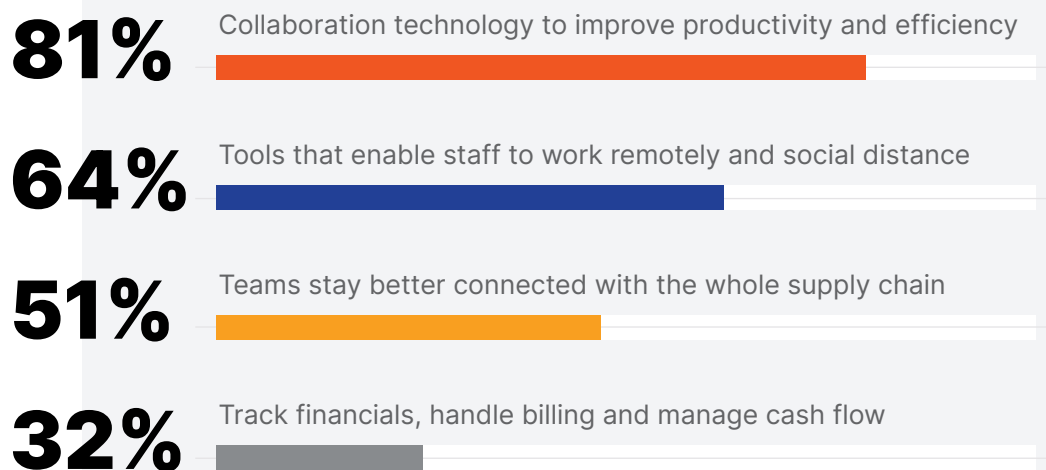 81%
Collaboration technology to improve productivity and efficiency
64%
Tools that enable staff to work remotely and social distance
51%
Teams stay better connected with the whole supply chain
32%
Track financials, handle billing and manage cash flow